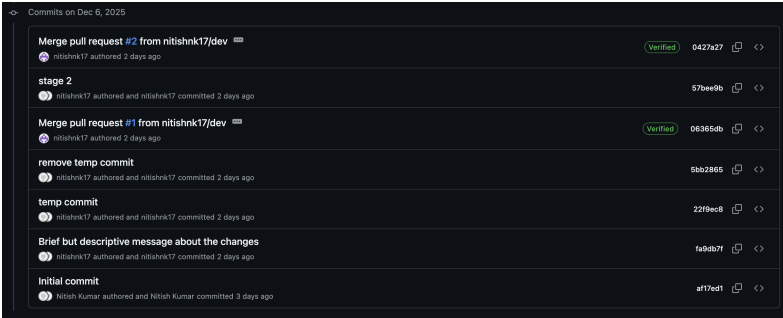 Commits on Dec 6, 2025
Merge pull request #2 from nitishnk17/dev
nitishnk17 authored 2 days ago
Verified
0427a27
stage 2
nitishnk17 authored and nitishnk17 committed 2 days ago
57bee9b
Merge pull request #1 from nitishnk17/dev
nitishnk17 authored 2 days ago
Verified
06365db
remove temp commit
nitishnk17 authored and nitishnk17 committed 2 days ago
5bb2865
temp commit
nitishnk17 authored and nitishnk17 committed 2 days ago
22f9ec8
Brief but descriptive message about the changes
nitishnk17 authored and nitishnk17 committed 2 days ago
fa9db7f
Initial commit
Nitish Kumar authored and Nitish Kumar committed 3 days ago
af17ed1